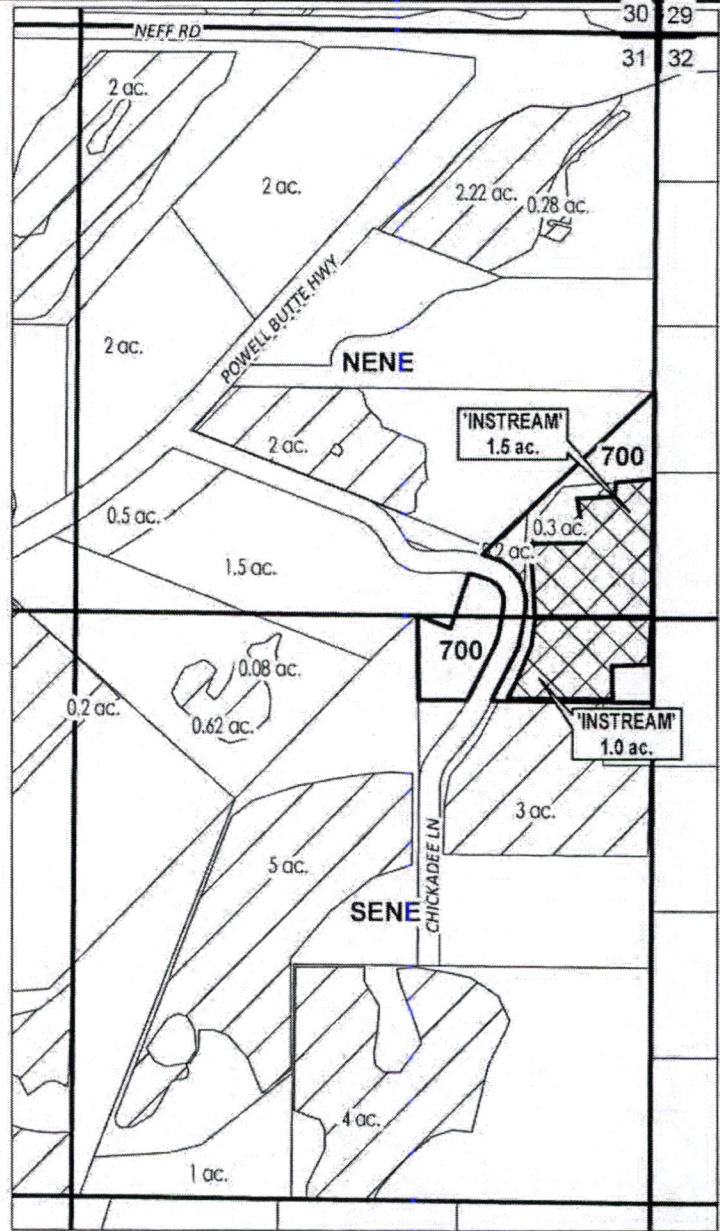 30 29
NEFF RD
31 32
2 ac.
2 ac.
2.22 ac.
0.28 ac.
POWELL BUTTE HWY
2 ac.
NENE
'INSTREAM'
1.5 ac.
700
2 ac.
0.5 ac.
0.3 ac.
2 ac.
1.5 ac.
700
0.08 ac.
0.2 ac.
0.62 ac.
'INSTREAM'
1.0 ac.
3 ac.
5 ac.
CHICKADEE LN
SENE
4 ac.
1 ac.